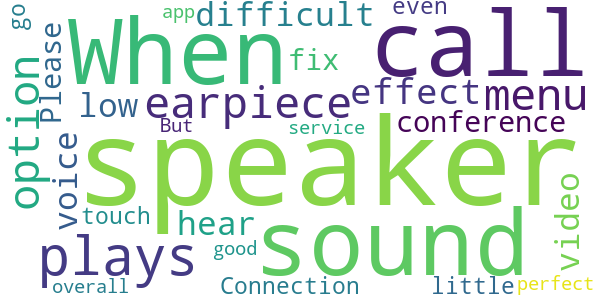 go
app
difficult
even
When
call
Please
fix
option
low
earpiece
effect
menu
But
service
conference
voice
speaker
touch
hear
sound
video
good
plays
overall
Connection
little
perfect